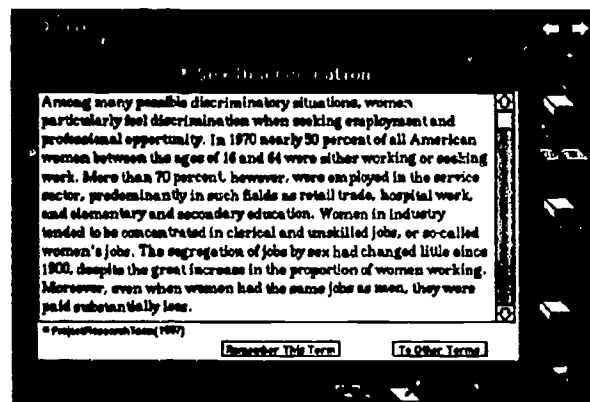 Sex Discrimination
Among many possible discriminatory situations, women
particularly feel discrimination when seeking employment and
professional opportunity. In 1970 nearly 50 percent of all American
women between the ages of 16 and 64 were either working or seeking
work. More than 70 percent, however, were employed in the service
sector, predominantly in such fields as retail trade, hospital work,
and elementary and secondary education. Women in industry
tended to be concentrated in clerical and unskilled jobs, or so-called
women's jobs. The segregation of jobs by sex had changed little since
1900, despite the great increase in the proportion of women working.
Moreover, even when women had the same jobs as men, they were
paid substantially less.
© ProjectResearchTeam(1997)
Remember This Term
To Other Terms